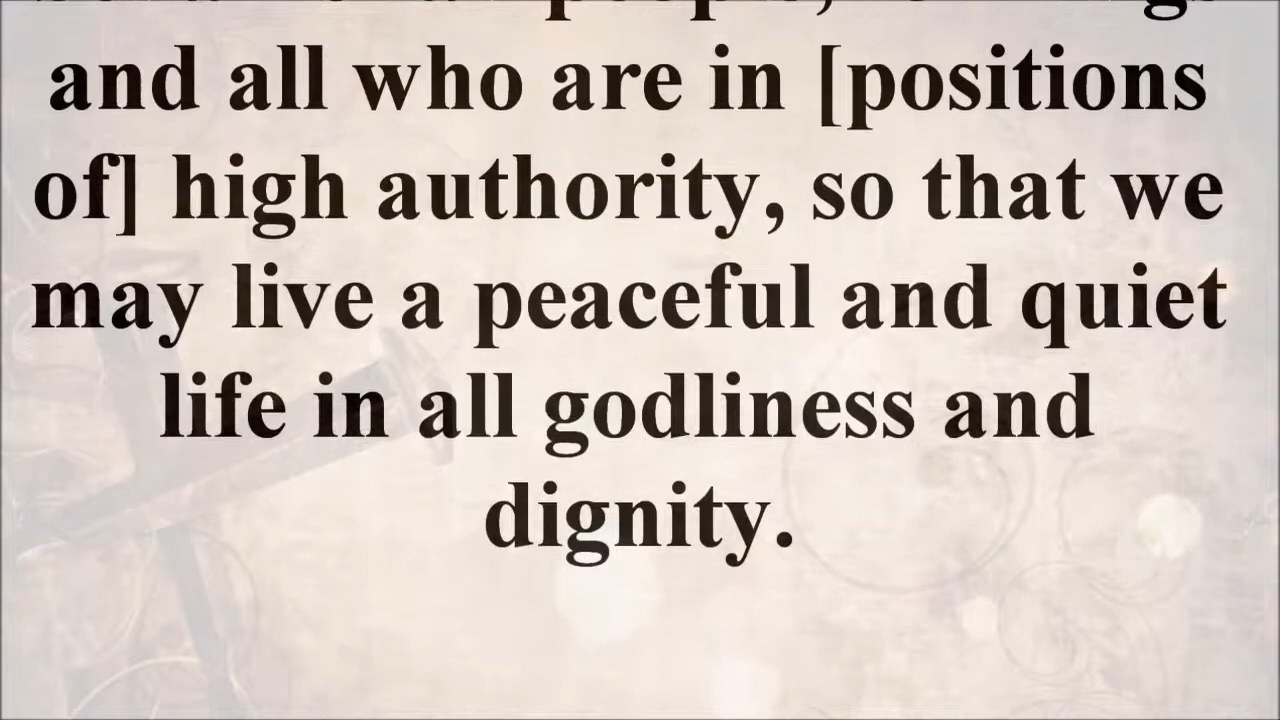 and all who are in [positions
of] high authority, so that we
may live a peaceful and quiet
life in all godliness and
dignity.